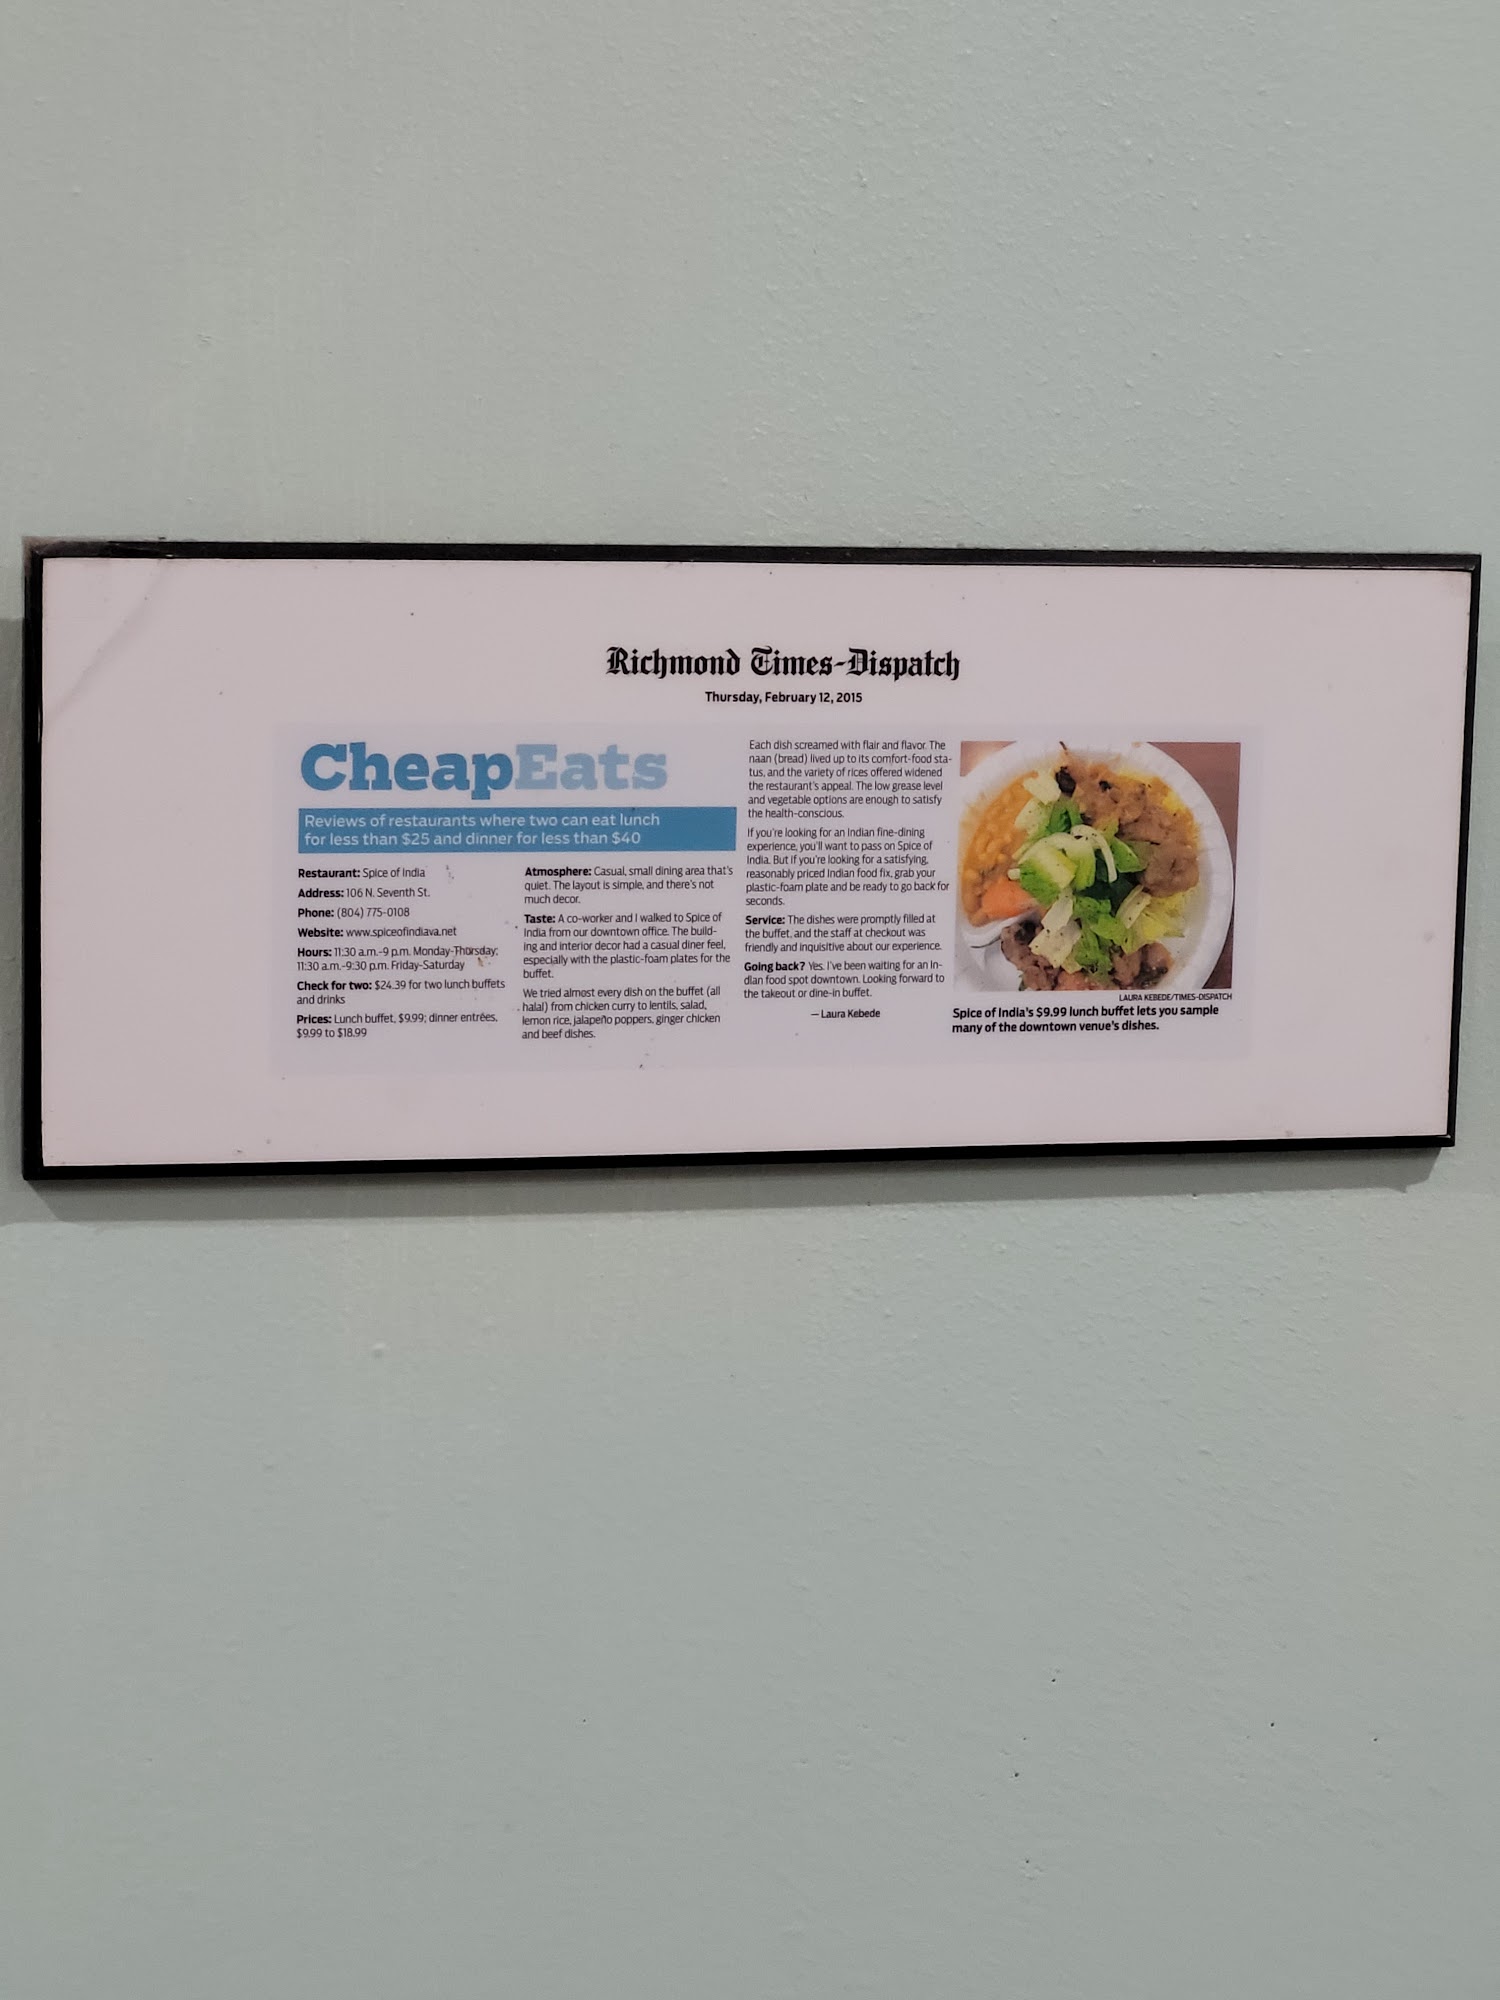 Richmond Times-Dispatch
Thursday, February 12, 2015
CheapEats
Reviews of restaurants where two can eat lunch
for less than $25 and dinner for less than $40
Restaurant: Spice of India
Address: 106 N. Seventh St.
Phone: (804) 775-0108
Website: www.spiceofindiava.net
Hours: 11:30 a.m.-9 p.m. Monday-Thursday;
11:30 a.m.-9:30 p.m. Friday-Saturday
Check for two: $24.39 for two lunch buffets
and drinks
Prices: Lunch buffet, $9.99; dinner entrées,
$9.99 to $18.99
Atmosphere: Casual, small dining area that's
quiet. The layout is simple, and there's not
much decor.
Taste: A co-worker and I walked to Spice of
India from our downtown office. The build-
ing and interior decor had a casual diner feel,
especially with the plastic-foam plates for the
buffet.
We tried almost every dish on the buffet (all
halal) from chicken curry to lentils, salad,
lemon rice, jalapeño poppers, ginger chicken
and beef dishes.
Each dish screamed with flair and flavor. The
naan (bread) lived up to its comfort-food sta-
tus, and the variety of rices offered widened
the restaurant's appeal. The low grease level
and vegetable options are enough to satisfy
the health-conscious.
If you're looking for an Indian fine-dining
experience, you'll want to pass on Spice of
India. But if you're looking for a satisfying,
reasonably priced Indian food fix, grab your
plastic-foam plate and be ready to go back for
seconds.
Service: The dishes were promptly filled at
the buffet, and the staff at checkout was
friendly and inquisitive about our experience.
Going back? Yes. I've been waiting for an In-
dian food spot downtown. Looking forward to
the takeout or dine-in buffet.
— Laura Kebede
LAURA KEBEDE/TIMES-DISPATCH
Spice of India's $9.99 lunch buffet lets you sample
many of the downtown venue's dishes.